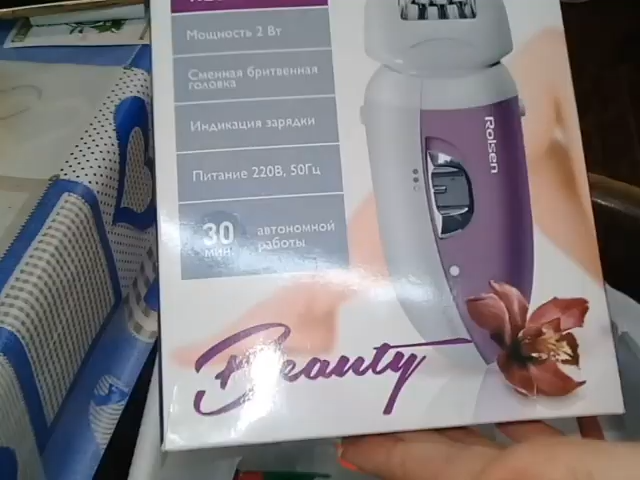 Мощность 2 Вт
Сменная бритвенная
головка
Индикация зарядки
Питание 220В, 50Гц
30
мин.
автономной
работы
Rolsen
Beauty